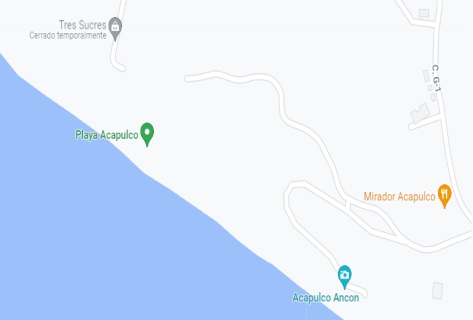 Tres Sucres
Cerrado temporalmente
C. G-1
Playa Acapulco
Mirador Acapulco
Acapulco Ancon